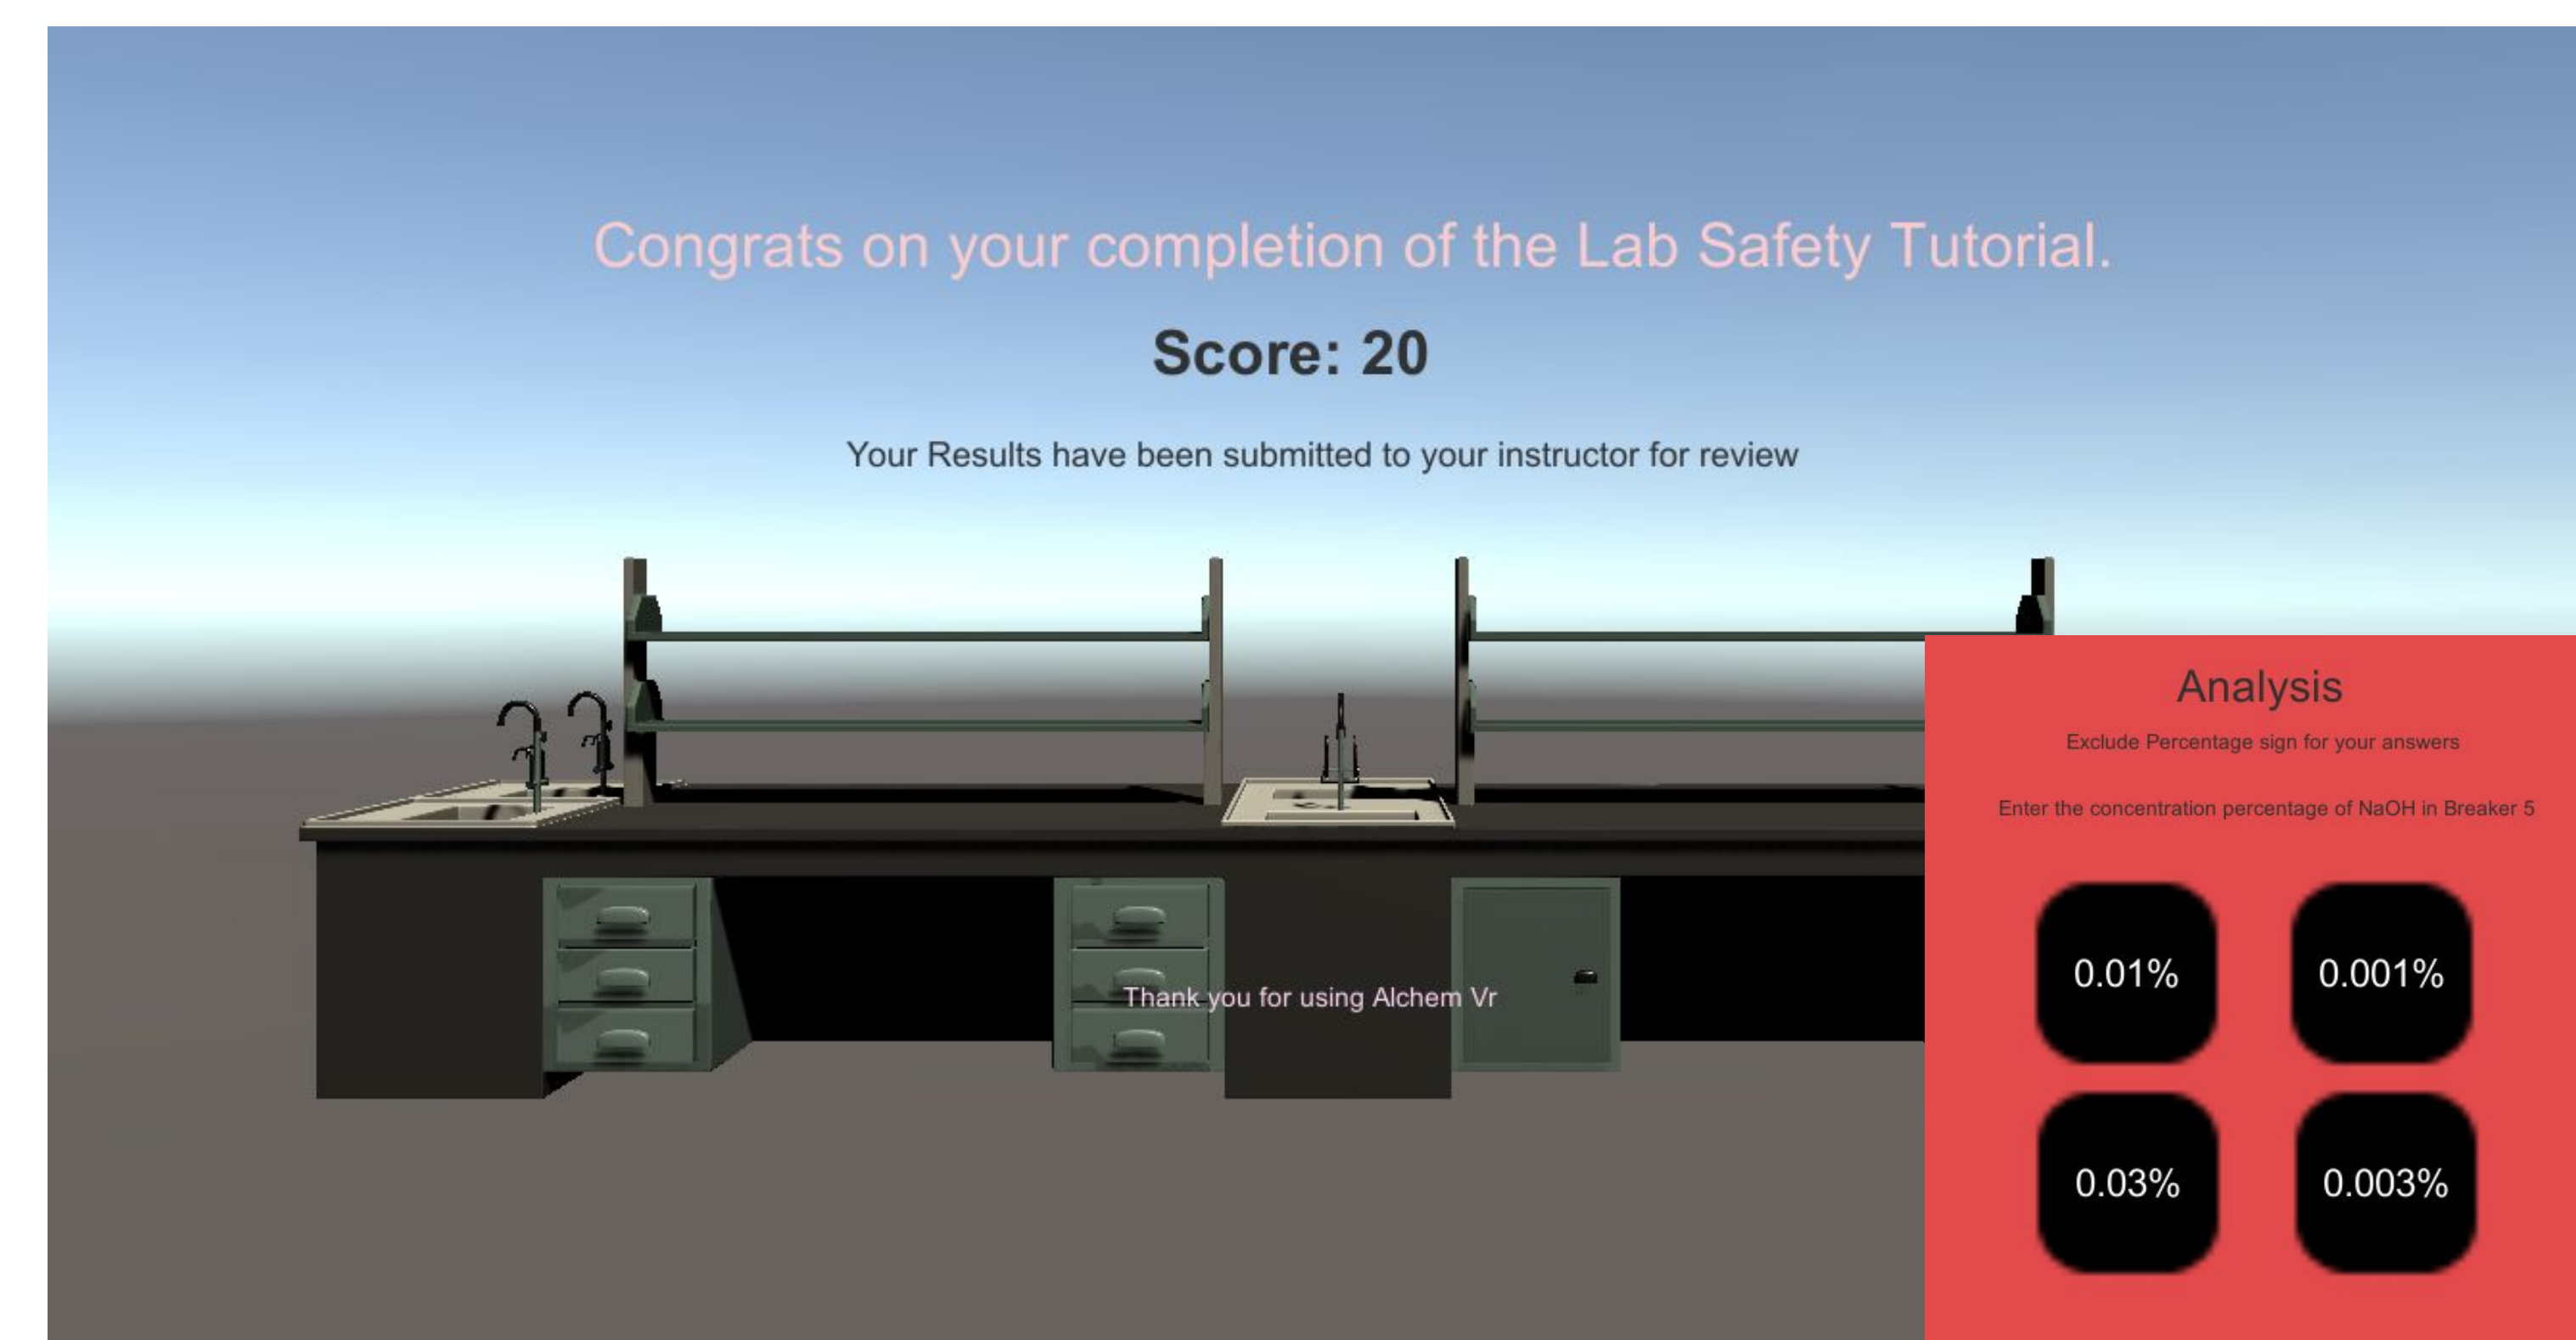 Congrats on your completion of the Lab Safety Tutorial.
Score: 20
Your Results have been submitted to your instructor for review
Thank you for using Alchem Vr
Analysis
Exclude Percentage sign for your answers
Enter the concentration percentage of NaOH in Breaker 5
0.01%
0.001%
0.03%
0.003%